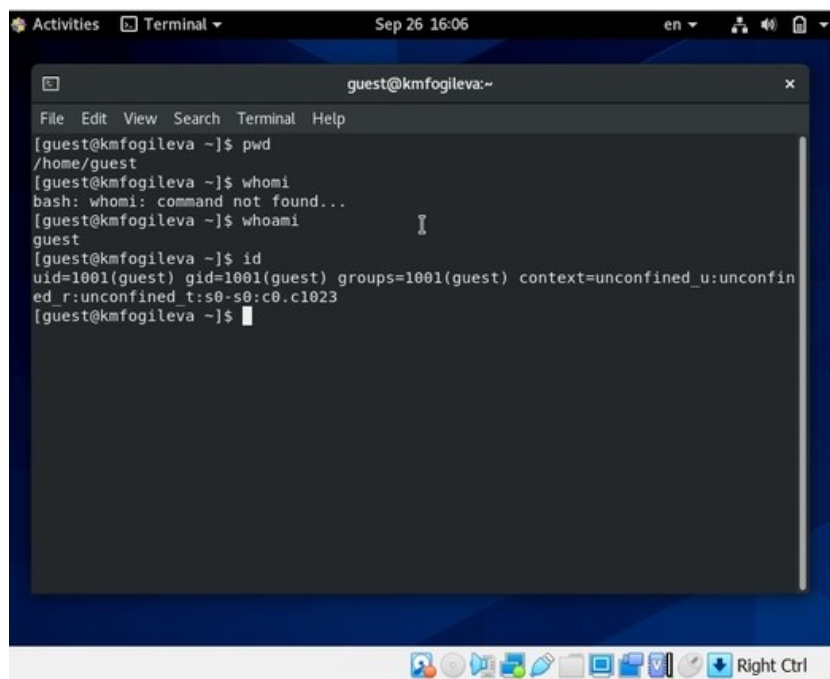 Activities Terminal Sep 26 16:06 en
guest@kmfogileva:~
File Edit View Search Terminal Help
[guest@kmfogileva ~]$ pwd
/home/guest
[guest@kmfogileva ~]$ whomi
bash: whomi: command not found...
[guest@kmfogileva ~]$ whoami
guest
[guest@kmfogileva ~]$ id
uid=1001(guest) gid=1001(guest) groups=1001(guest) context=unconfined_u:unconfin
ed_r:unconfined_t:s0-s0:c0.c1023
[guest@kmfogileva ~]$
Right Ctrl